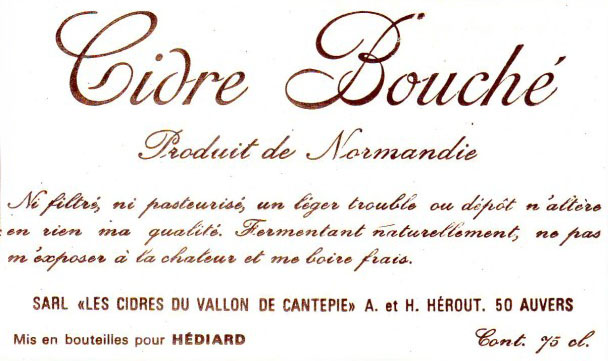 Cidre Bouché
Produit de Normandie
Ni filtré, ni pasteurisé, un léger trouble ou dépôt n'altère
en rien ma qualité. Fermentant naturellement, ne pas
m'exposer à la chaleur et me boire frais.
SARL «LES CIDRES DU VALLON DE CANTEPIE» A. et H. HÉROUT. 50 AUVERS
Mis en bouteilles pour HÉDIARD Cont. 75 cl.